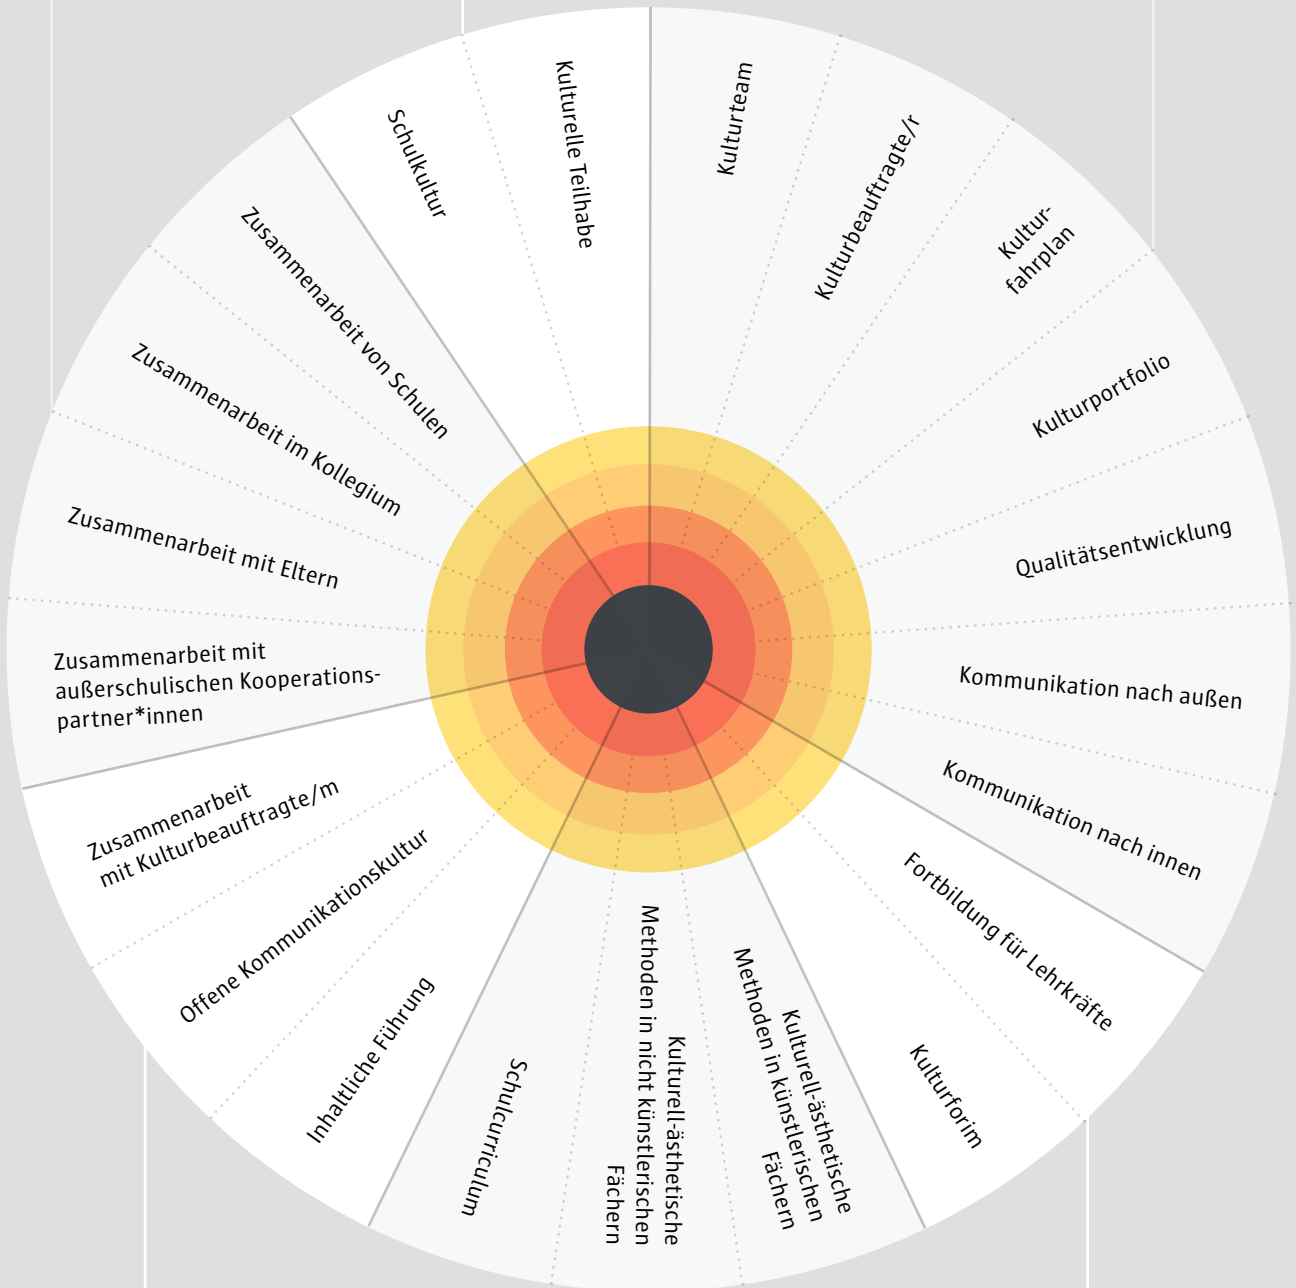 Kulturteam
Kulturbeauftragte/r
Kultur-
fahrplan
Kulturportfolio
Qualitätsentwicklung
Kommunikation nach außen
Kommunikation nach innen
Fortbildung für Lehrkräfte
Kulturforim
Kulturell-ästhetische
Methoden in künstlerischen
Fächern
Kulturell-ästhetische
Methoden in nicht künstlerischen
Fächern
Schulcurriculum
Inhaltliche Führung
Offene Kommunikationskultur
Zusammenarbeit
mit Kulturbeauftragte/m
Zusammenarbeit mit
außerschulischen Kooperations-
partner*innen
Zusammenarbeit mit Eltern
Zusammenarbeit im Kollegium
Zusammenarbeit von Schulen
Schulkultur
Kulturelle Teilhabe